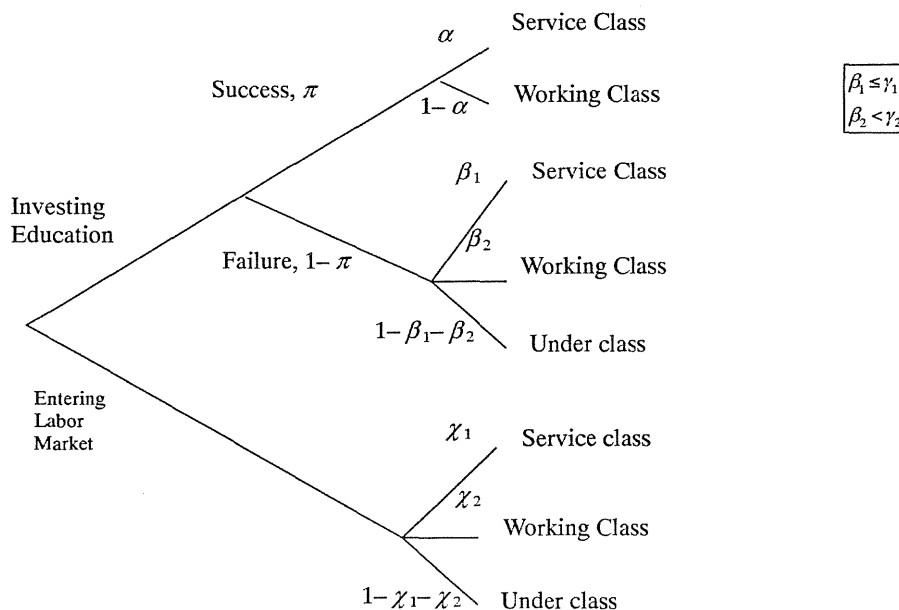 α
Service Class
Success, π
1− α
Working Class
β₁ ≤ γ₁
β₂ < γ₂
β₁
Service Class
Investing
Education
β₂
Failure, 1− π
Working Class
1− β₁− β₂
Under class
Entering
Labor
Market
χ₁
Service class
χ₂
Working Class
1− χ₁− χ₂
Under class